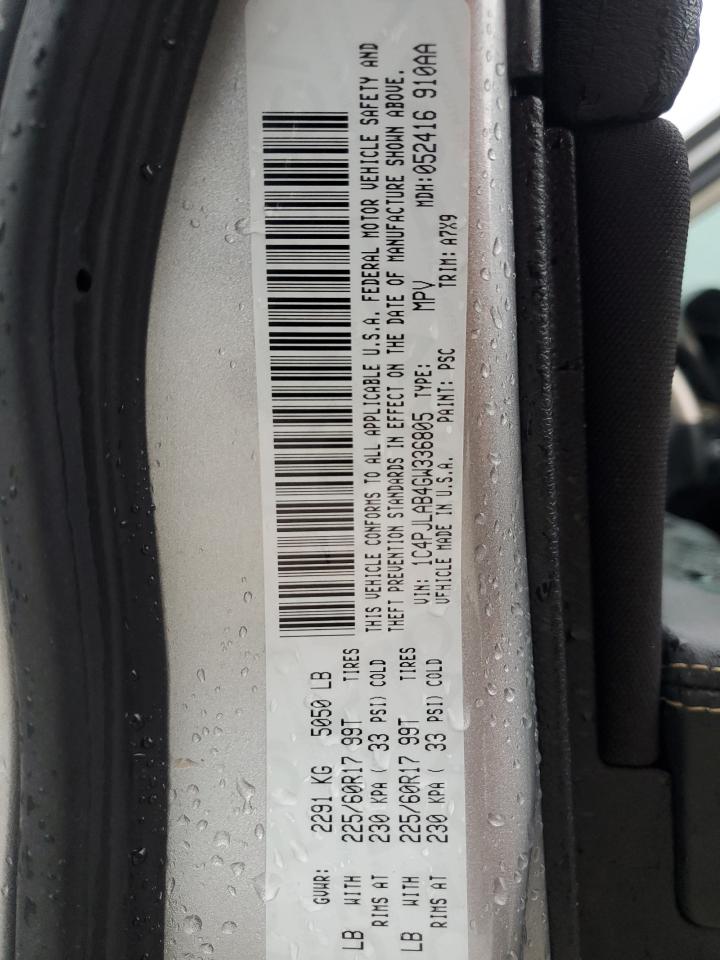 GVWR: 2291 KG 5050 LB
LB WITH 225/60R17 99T TIRES
RIMS AT 230 KPA ( 33 PSI) COLD
LB WITH 225/60R17 99T TIRES
RIMS AT 230 KPA ( 33 PSI) COLD
THIS VEHICLE CONFORMS TO ALL APPLICABLE U.S.A. FEDERAL MOTOR VEHICLE SAFETY AND
THEFT PREVENTION STANDARDS IN EFFECT ON THE DATE OF MANUFACTURE SHOWN ABOVE.
VIN: 1C4PJLAB4GW336805 TYPE: MPV MDH:052416 910AA
VEHICLE MADE IN U.S.A. PAINT: PSC TRIM: A7X9